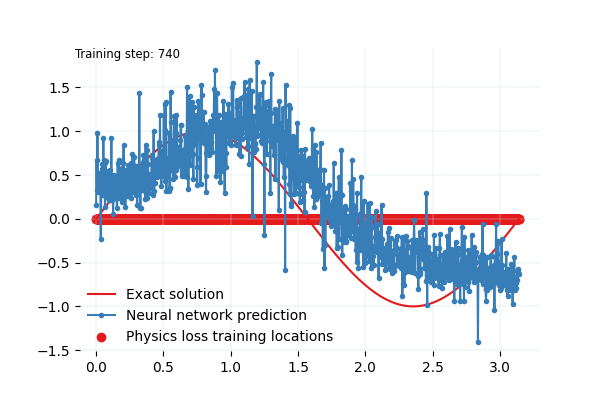 Training step: 740
1.5
1.0
0.5
0.0
−0.5
−1.0
−1.5
Exact solution
Neural network prediction
Physics loss training locations
0.0 0.5 1.0 1.5 2.0 2.5 3.0